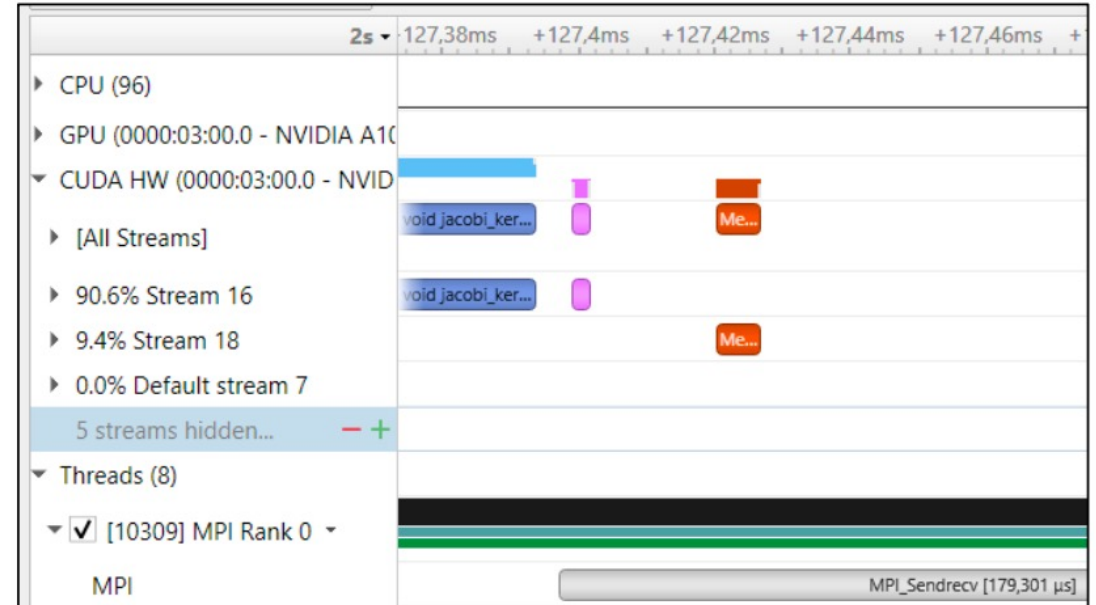 2s 127,38ms +127,4ms +127,42ms +127,44ms +127,46ms +
CPU (96)
GPU (0000:03:00.0 - NVIDIA A10
CUDA HW (0000:03:00.0 - NVID
[All Streams] void jacobi_ker... Me...
90.6% Stream 16 void jacobi_ker...
9.4% Stream 18 Me...
0.0% Default stream 7
5 streams hidden... − +
Threads (8)
[10309] MPI Rank 0
MPI MPI_Sendrecv [179,301 μs]